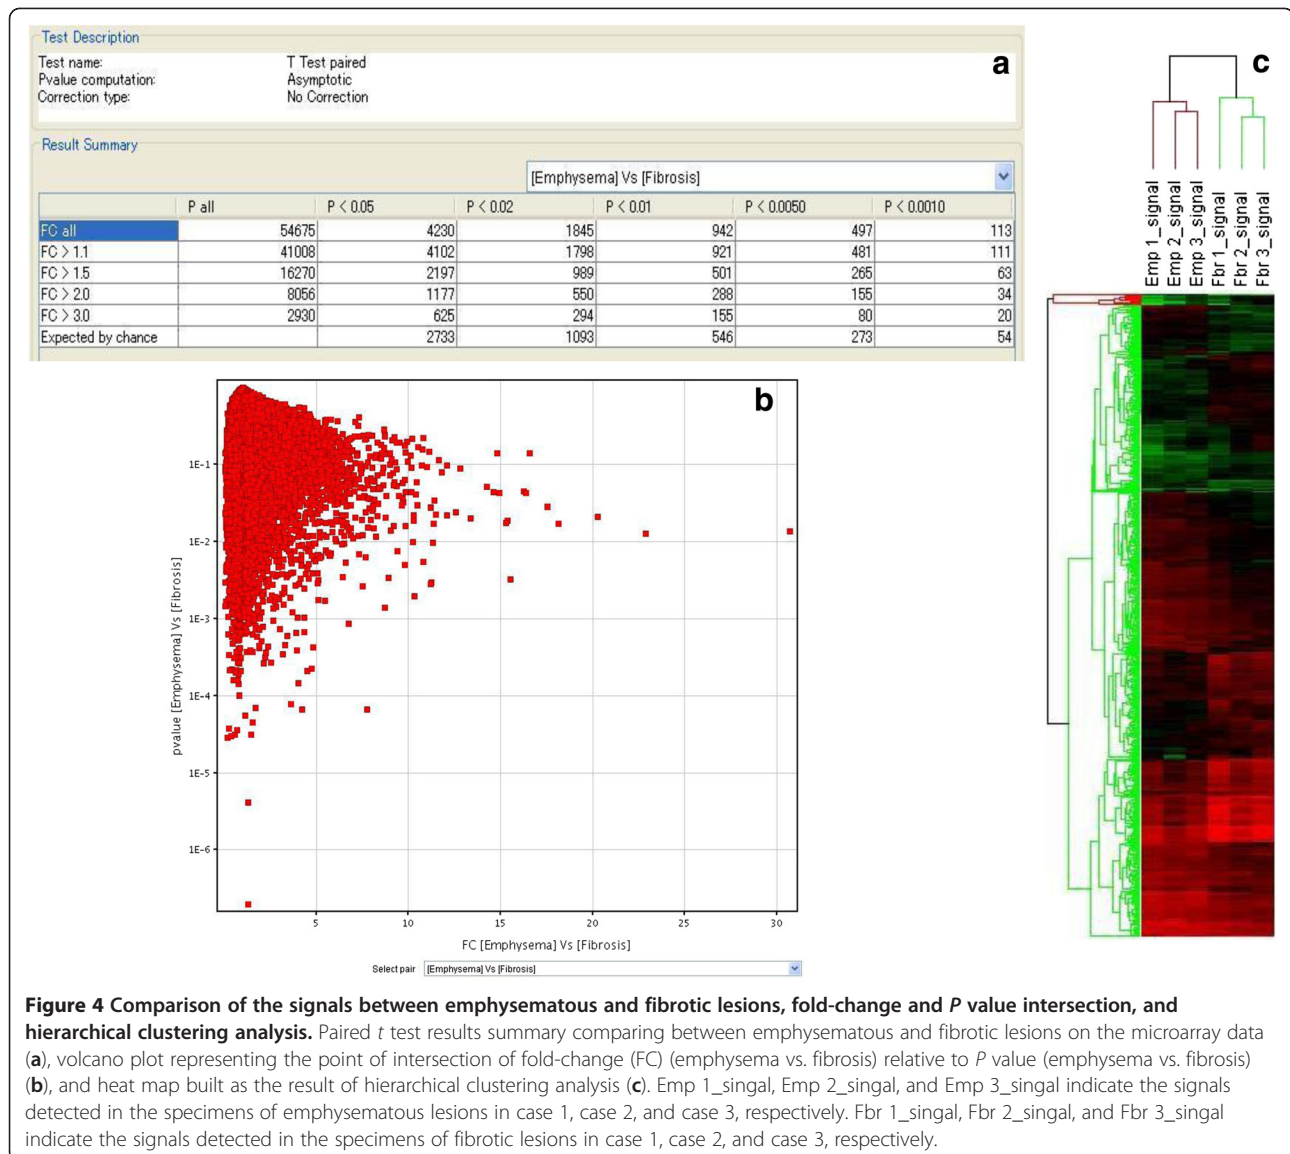 Test Description
a
Test name: T Test paired
Pvalue computation: Asymptotic
Correction type: No Correction
Result Summary
[Emphysema] Vs [Fibrosis]
P all P < 0.05 P < 0.02 P < 0.01 P < 0.0050 P < 0.0010
FC all 54675 4230 1845 942 497 113
FC > 1.1 41008 4102 1798 921 481 111
FC > 1.5 16270 2197 989 501 265 63
FC > 2.0 8056 1177 550 288 155 34
FC > 3.0 2930 625 294 155 80 20
Expected by chance 2733 1093 546 273 54
b
1E-1
1E-2
1E-3
1E-4
1E-5
1E-6
pvalue [Emphysema] Vs [Fibrosis]
5 10 15 20 25 30
FC [Emphysema] Vs [Fibrosis]
Select pair [Emphysema] Vs [Fibrosis]
c
Emp 1_signal
Emp 2_signal
Emp 3_signal
Fbr 1_signal
Fbr 2_signal
Fbr 3_signal
Figure 4 Comparison of the signals between emphysematous and fibrotic lesions, fold-change and P value intersection, and
hierarchical clustering analysis. Paired t test results summary comparing between emphysematous and fibrotic lesions on the microarray data
(a), volcano plot representing the point of intersection of fold-change (FC) (emphysema vs. fibrosis) relative to P value (emphysema vs. fibrosis)
(b), and heat map built as the result of hierarchical clustering analysis (c). Emp 1_singal, Emp 2_singal, and Emp 3_singal indicate the signals
detected in the specimens of emphysematous lesions in case 1, case 2, and case 3, respectively. Fbr 1_singal, Fbr 2_singal, and Fbr 3_singal
indicate the signals detected in the specimens of fibrotic lesions in case 1, case 2, and case 3, respectively.